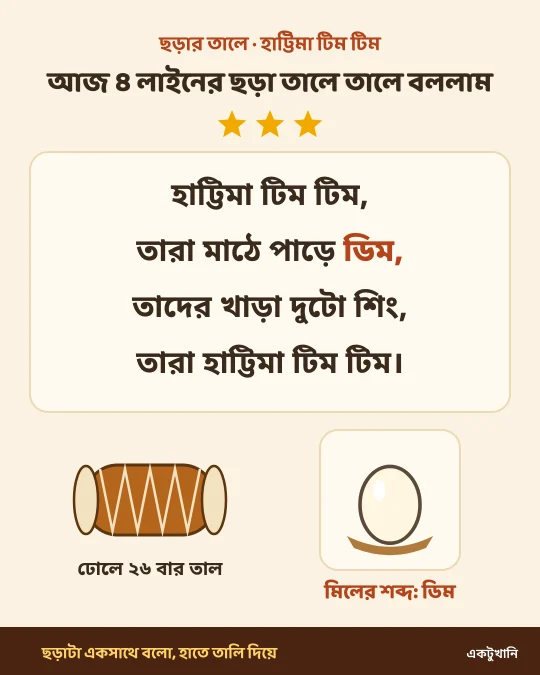 ছড়ার তালে · হাট্টিমা টিম টিম
আজ ৪ লাইনের ছড়া তালে তালে বললাম
হাট্টিমা টিম টিম,
তারা মাঠে পাড়ে ডিম,
তাদের খাড়া দুটো শিং,
তারা হাট্টিমা টিম টিম।
ঢোলে ২৬ বার তাল
মিলের শব্দ: ডিম
ছড়াটা একসাথে বলো, হাতে তালি দিয়ে
একটুখানি